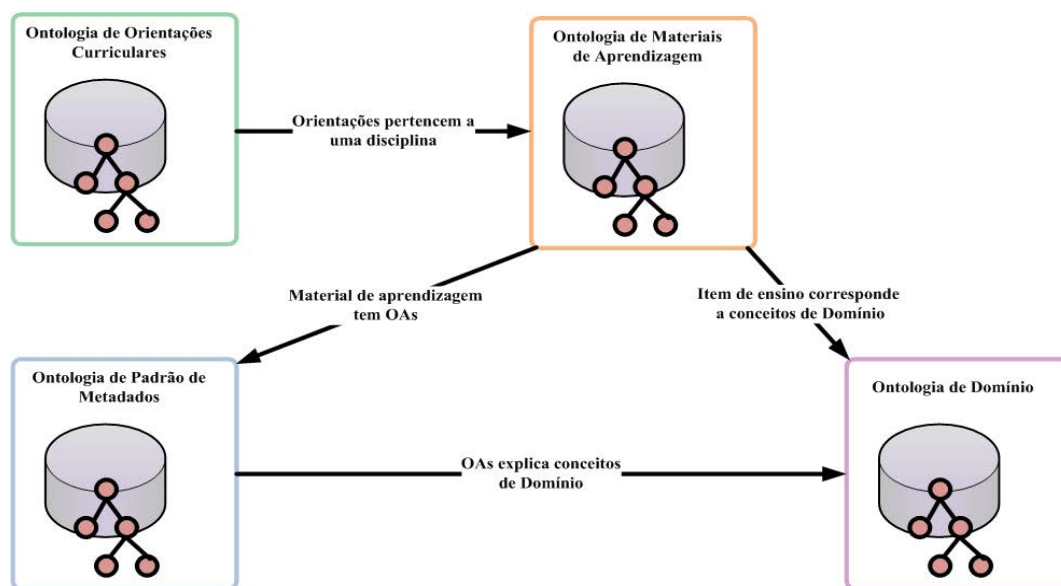 Ontologia de Orientações
Curriculares
Ontologia de Materiais
de Aprendizagem
Orientações pertencem a
uma disciplina
Material de aprendizagem
tem OAs
Item de ensino corresponde
a conceitos de Domínio
Ontologia de Padrão de
Metadados
Ontologia de Domínio
OAs explica conceitos
de Domínio